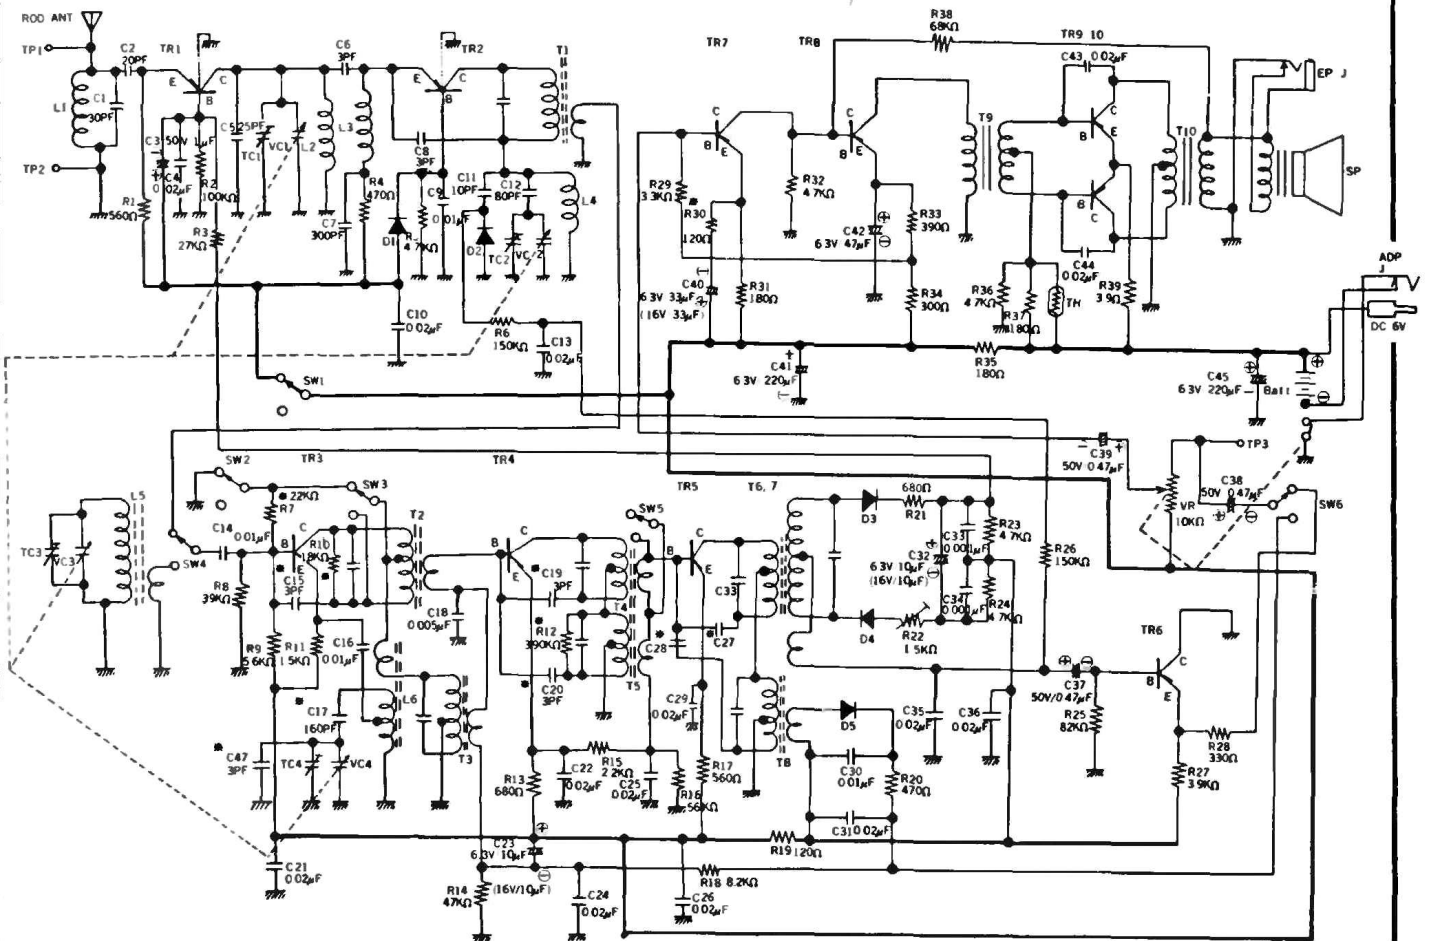 ROD ANT
TP1
C2
20PF
TR1
E
C
B
L1
C1
30PF
TP2
C3 50V 1μF
C4
0.02μF
R1
560Ω
R2
100KΩ
R3
27KΩ
C5 25PF
TC1
VC1
L2
L3
C6
3PF
C7
300PF
R4
470Ω
C8
3PF
E
C
B
TR2
D1
4.7KΩ
C9
0.01μF
C10
0.02μF
C11
10PF
C12
80PF
D2
TC2
VC2
L4
T1
R6
150KΩ
C13
0.02μF
SW1
TR7
TR8
R38
68KΩ
C
B
E
C
B
E
R29
3.3KΩ
R30
120Ω
C40
6.3V 33μF
(16V 33μF)
R31
180Ω
R32
4.7KΩ
C42
6.3V 47μF
R33
390Ω
R34
300Ω
C41
6.3V 220μF
R35
180Ω
T9
TR9 10
C43 0.02μF
C
B
E
E
B
C
C44
0.02μF
R36
4.7KΩ
R37
180Ω
TH
R39
3.9Ω
T10
EP J
SP
ADP
J
DC 6V
C45
6.3V 220μF
Batt
C39
50V 0.47μF
TP3
C38
50V 0.47μF
VR
10KΩ
SW6
L5
TC3
VC3
SW4
SW2
TR3
22KΩ
R7
SW3
C14
0.01μF
R8
39KΩ
B
C
E
R10
18KΩ
C15
3PF
R9
5.6KΩ
R11
1.5KΩ
C16
0.01μF
C17
160PF
C47
3PF
TC4
VC4
L6
T2
T3
C18
0.005μF
C21
0.02μF
TR4
B
C
E
C19
3PF
R12
390KΩ
C20
3PF
T4
T5
SW5
R13
680Ω
C22
0.02μF
R15
2.2KΩ
C25
0.02μF
R16
56KΩ
C23
6.3V 10μF
(16V/10μF)
R14
47KΩ
C24
0.02μF
TR5
B
C
E
C28
C27
C33
C29
0.02μF
R17
560Ω
C26
0.02μF
R18 8.2KΩ
T6, 7
T8
D3
680Ω
R21
C32
6.3V 10μF
(16V/10μF)
C33
0.001μF
R23
4.7KΩ
C34
0.001μF
R24
4.7KΩ
D4
R22
1.5KΩ
D5
C30
0.01μF
R20
470Ω
C31 0.02μF
R19 120Ω
C35
0.02μF
C36
0.02μF
R26
150KΩ
C37
50V/0.47μF
R25
82KΩ
TR6
B
C
E
R28
330Ω
R27
3.9KΩ